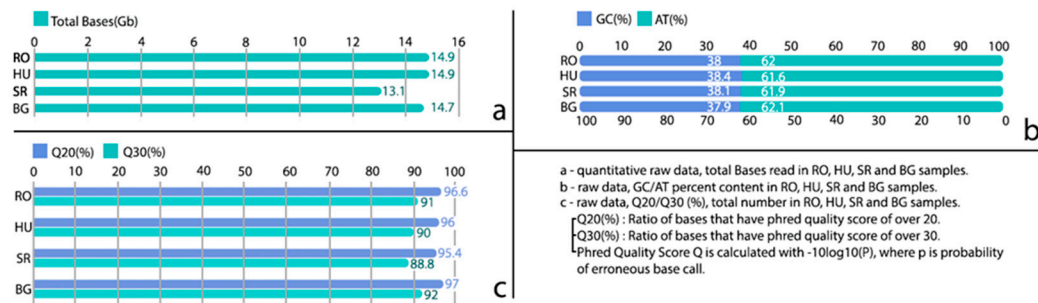 Total Bases(Gb)
0 2 4 6 8 10 12 14 16
RO 14.9
HU 14.9
SR 13.1
BG 14.7
a
GC(%) AT(%)
0 10 20 30 40 50 60 70 80 90 100
RO 38 62
HU 38.4 61.6
SR 38.1 61.9
BG 37.9 62.1
100 90 80 70 60 50 40 30 20 10 0
b
Q20(%) Q30(%)
0 10 20 30 40 50 60 70 80 90 100
RO 96.6
91
HU 96
90
SR 95.4
88.8
BG 97
92
c
a - quantitative raw data, total Bases read in RO, HU, SR and BG samples.
b - raw data, GC/AT percent content in RO, HU, SR and BG samples.
c - raw data, Q20/Q30 (%), total number in RO, HU, SR and BG samples.
Q20(%) : Ratio of bases that have phred quality score of over 20.
Q30(%) : Ratio of bases that have phred quality score of over 30.
Phred Quality Score Q is calculated with -10log10(P), where p is probability
of erroneous base call.